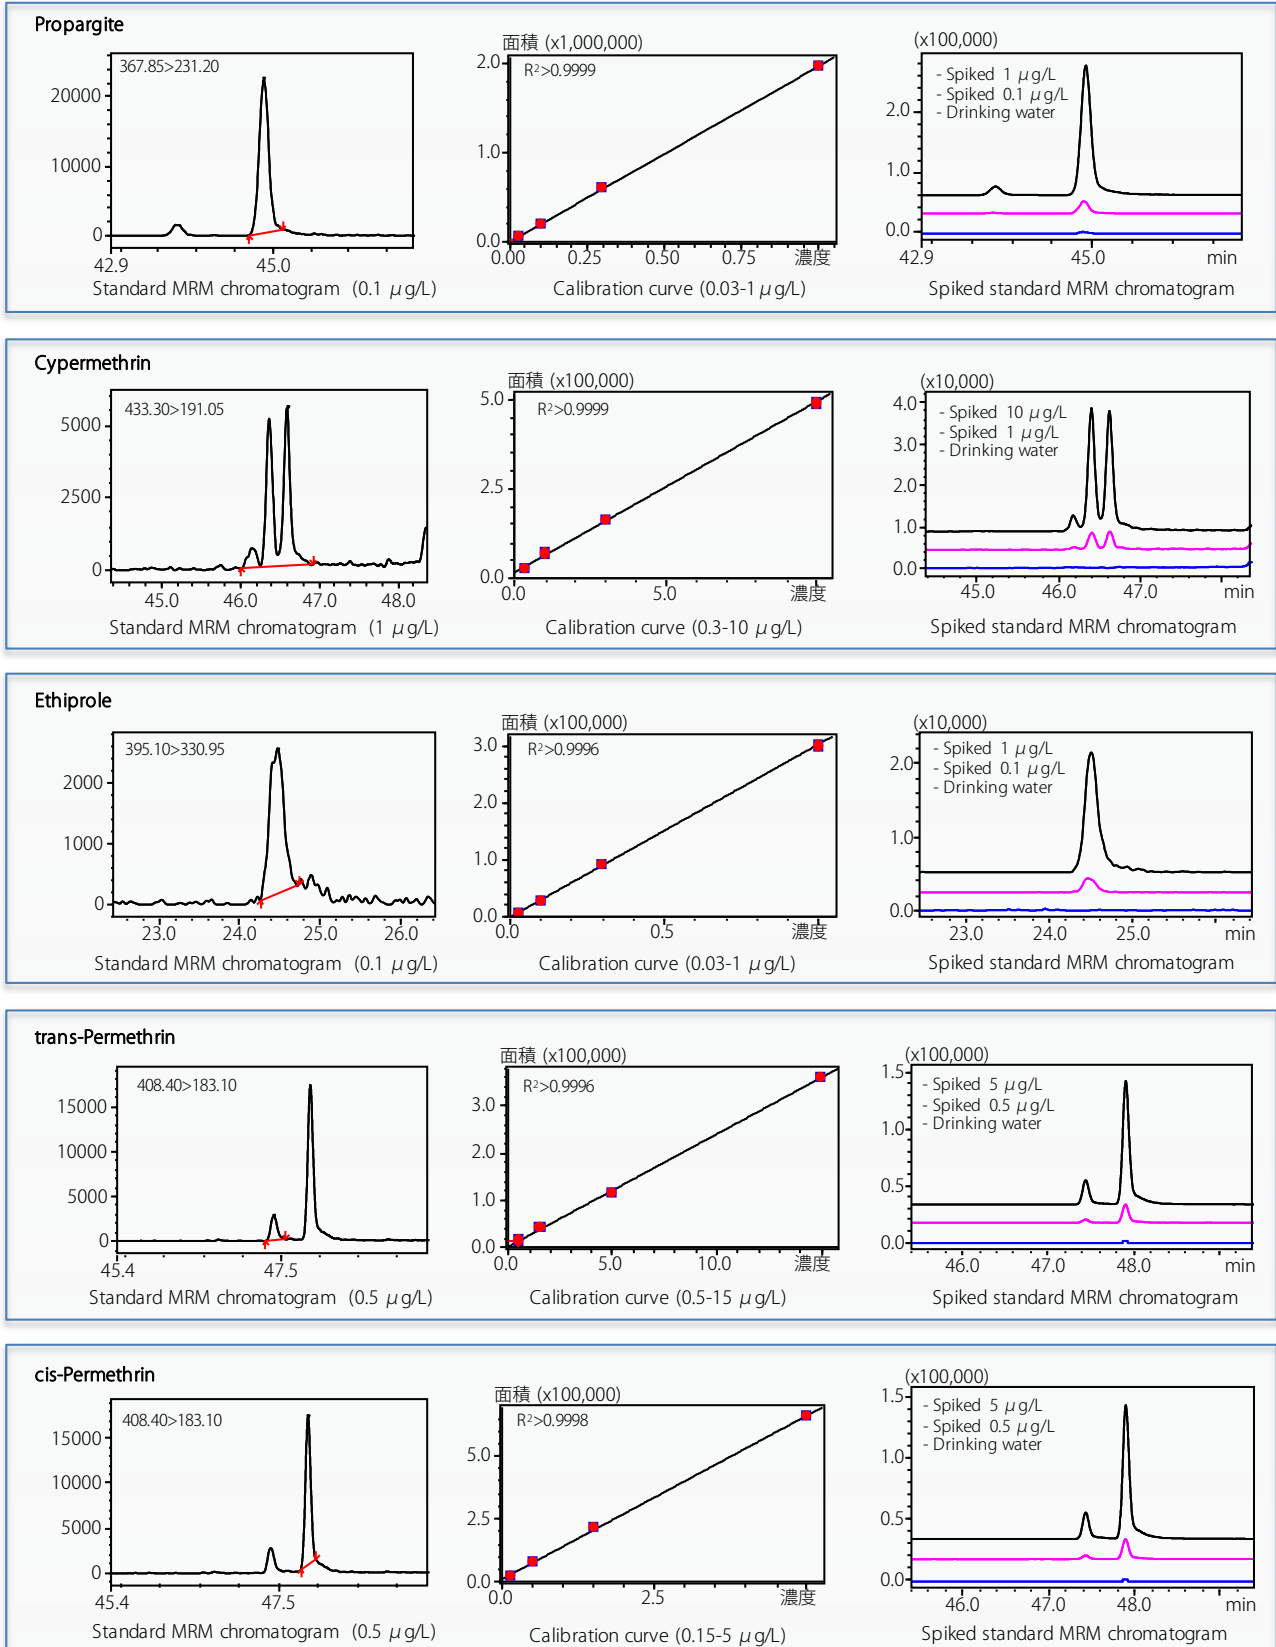 Propargite
367.85>231.20
20000
10000
0
42.9
45.0
Standard MRM chromatogram (0.1 μg/L)
面積 (x1,000,000)
R²>0.9999
2.0
1.0
0.0
0.00
0.25
0.50
0.75
濃度
Calibration curve (0.03-1 μg/L)
(x100,000)
- Spiked 1 μg/L
- Spiked 0.1 μg/L
- Drinking water
2.0
1.0
0.0
42.9
45.0
min
Spiked standard MRM chromatogram
Cypermethrin
433.30>191.05
5000
2500
0
45.0
46.0
47.0
48.0
Standard MRM chromatogram (1 μg/L)
面積 (x100,000)
R²>0.9999
5.0
2.5
0.0
0.0
5.0
濃度
Calibration curve (0.3-10 μg/L)
(x10,000)
- Spiked 10 μg/L
- Spiked 1 μg/L
- Drinking water
4.0
3.0
2.0
1.0
0.0
45.0
46.0
47.0
min
Spiked standard MRM chromatogram
Ethiprole
395.10>330.95
2000
1000
0
23.0
24.0
25.0
26.0
Standard MRM chromatogram (0.1 μg/L)
面積 (x100,000)
R²>0.9996
3.0
2.0
1.0
0.0
0.0
0.5
濃度
Calibration curve (0.03-1 μg/L)
(x10,000)
- Spiked 1 μg/L
- Spiked 0.1 μg/L
- Drinking water
2.0
1.0
0.0
23.0
24.0
25.0
min
Spiked standard MRM chromatogram
trans-Permethrin
408.40>183.10
15000
10000
5000
0
45.4
47.5
Standard MRM chromatogram (0.5 μg/L)
面積 (x100,000)
R²>0.9996
3.0
2.0
1.0
0.0
0.0
5.0
10.0
濃度
Calibration curve (0.5-15 μg/L)
(x100,000)
- Spiked 5 μg/L
- Spiked 0.5 μg/L
- Drinking water
1.5
1.0
0.5
0.0
46.0
47.0
48.0
min
Spiked standard MRM chromatogram
cis-Permethrin
408.40>183.10
15000
10000
5000
0
45.4
47.5
Standard MRM chromatogram (0.5 μg/L)
面積 (x100,000)
R²>0.9998
5.0
2.5
0.0
0.0
2.5
濃度
Calibration curve (0.15-5 μg/L)
(x100,000)
- Spiked 5 μg/L
- Spiked 0.5 μg/L
- Drinking water
1.5
1.0
0.5
0.0
46.0
47.0
48.0
min
Spiked standard MRM chromatogram